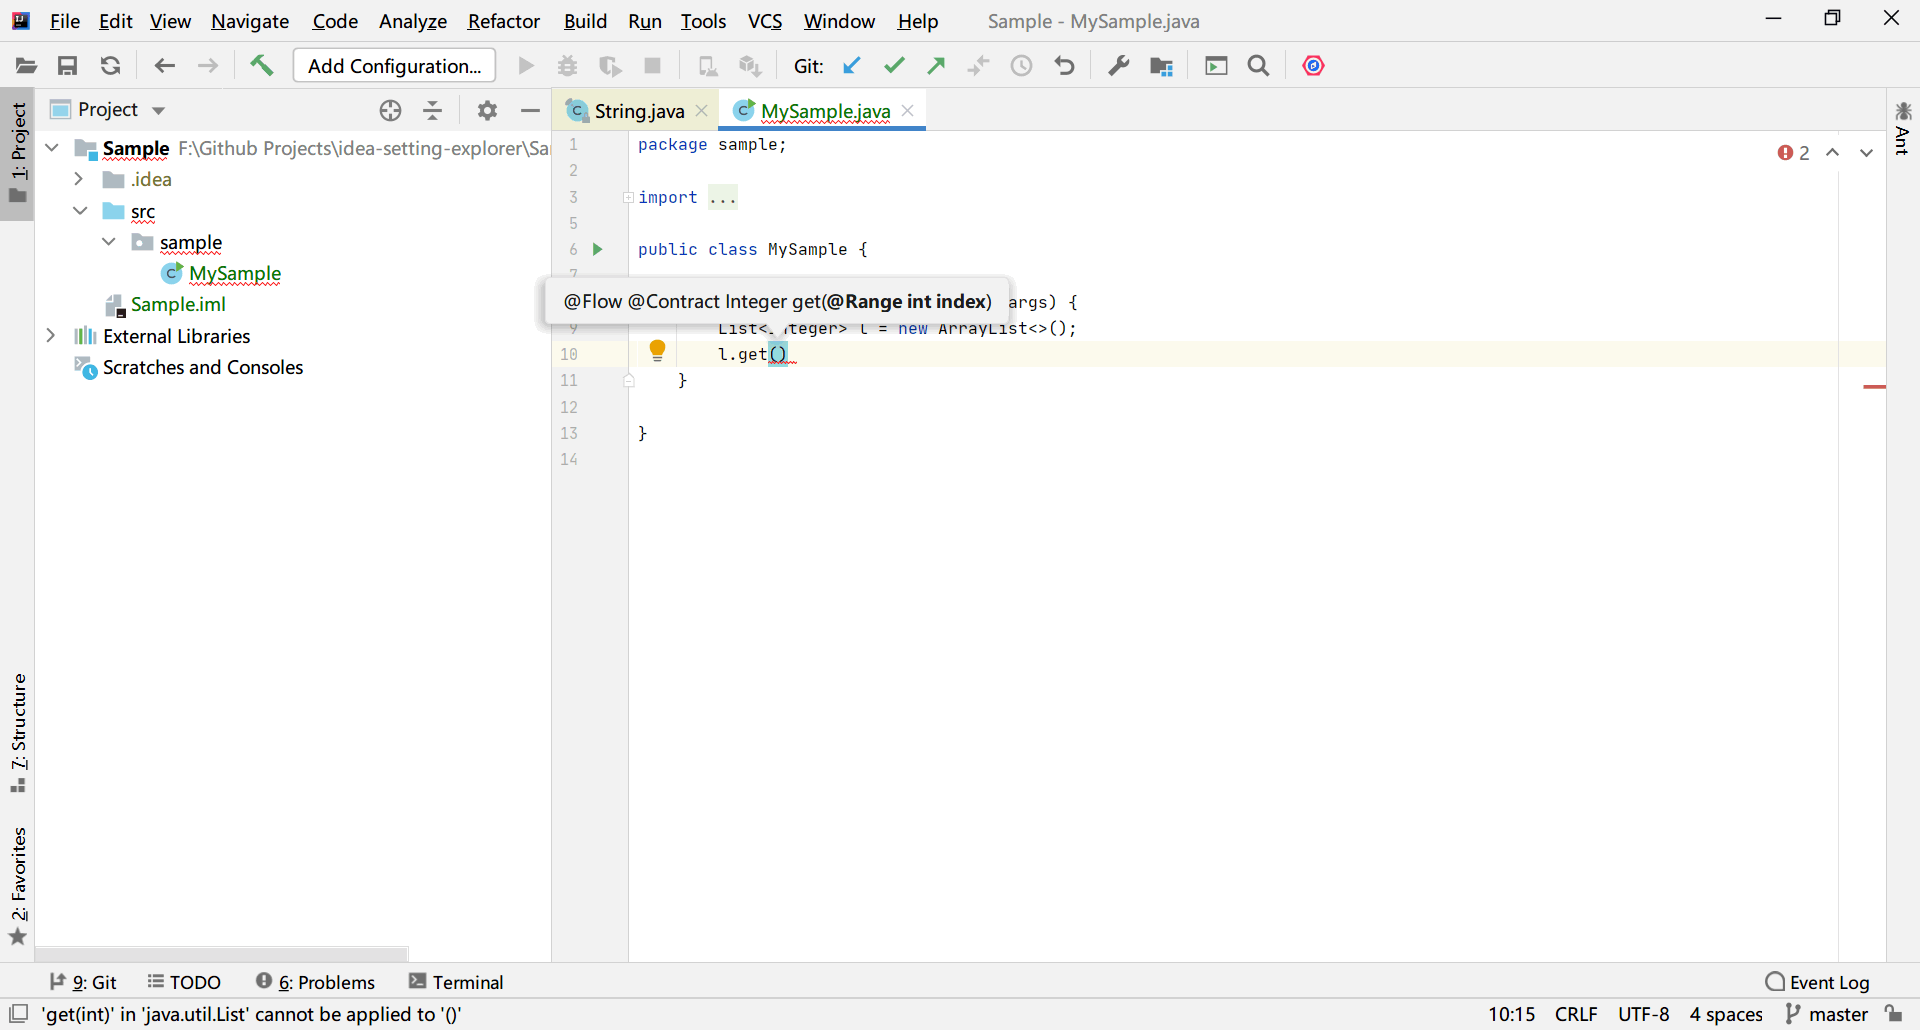 File Edit View Navigate Code Analyze Refactor Build Run Tools VCS Window Help Sample - MySample.java
Add Configuration... Git:
1: Project
Project
Sample F:\Github Projects\idea-setting-explorer\Sa
.idea
src
sample
MySample
Sample.iml
External Libraries
Scratches and Consoles
7: Structure
2: Favorites
String.java MySample.java
1 package sample;
2
3 import ...
5
6 public class MySample {
7
@Flow @Contract Integer get(@Range int index) args) {
9 List<Integer> l = new ArrayList<>();
10 l.get()
11 }
12
13 }
14
2
Ant
9: Git TODO 6: Problems Terminal Event Log
'get(int)' in 'java.util.List' cannot be applied to '()' 10:15 CRLF UTF-8 4 spaces master